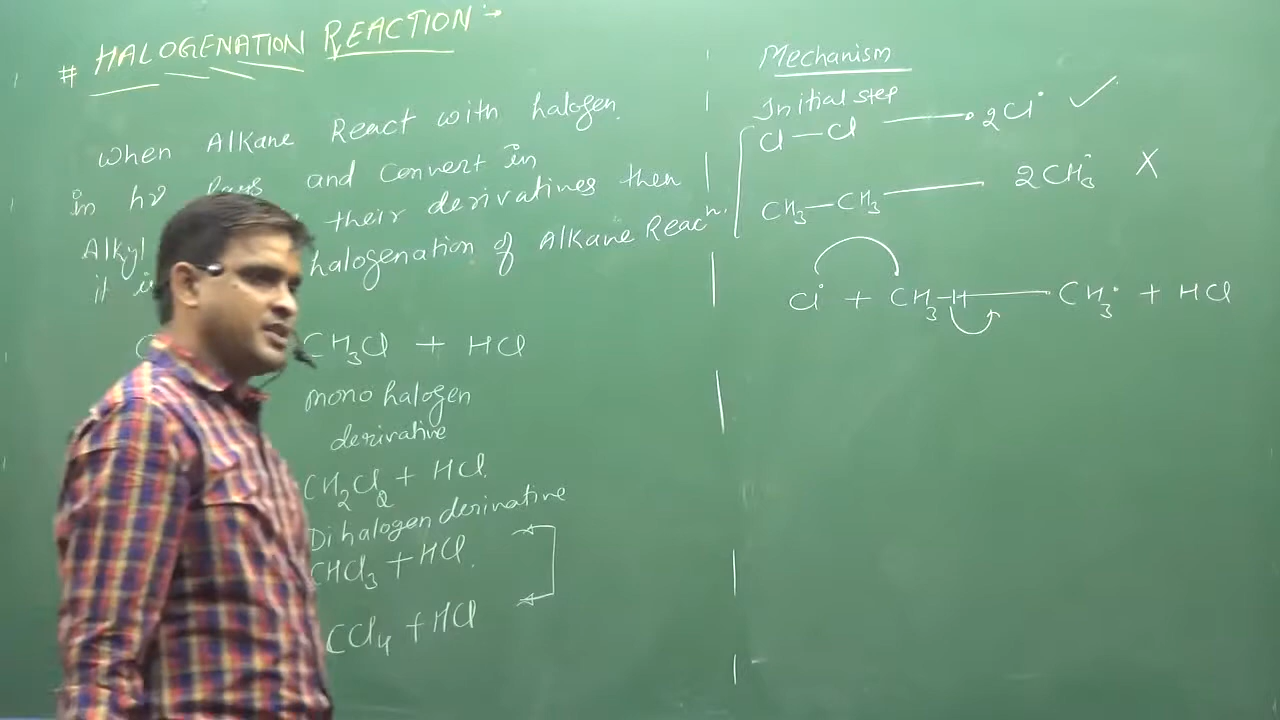 # HALOGENATION REACTION :-
When Alkane React with halogen.
in hν and convert in
Alkyl their derivatines then
it halogenation of Alkane Reacn.
CH3Cl + HCl
mono halogen
derivative
CH2Cl2 + HCl
Dihalogen derivative
CHCl3 + HCl
CCl4 + HCl
Mechanism
Initial step
Cl—Cl ——→ 2Cl• ✓
CH3—CH3 —— 2CH3• X
Cl• + CH3-H —— CH3• + HCl